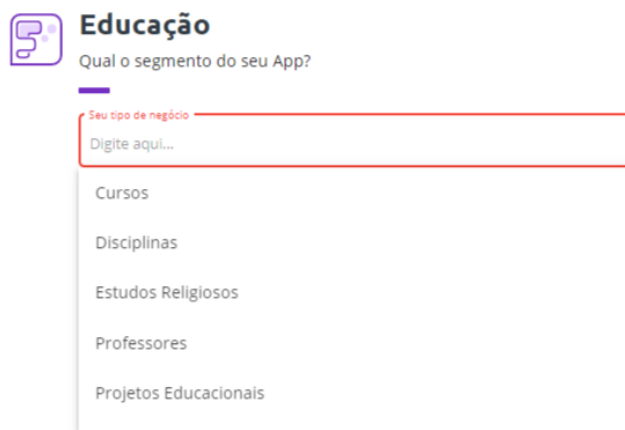 Educação
Qual o segmento do seu App?
Seu tipo de negócio
Digite aqui...
Cursos
Disciplinas
Estudos Religiosos
Professores
Projetos Educacionais